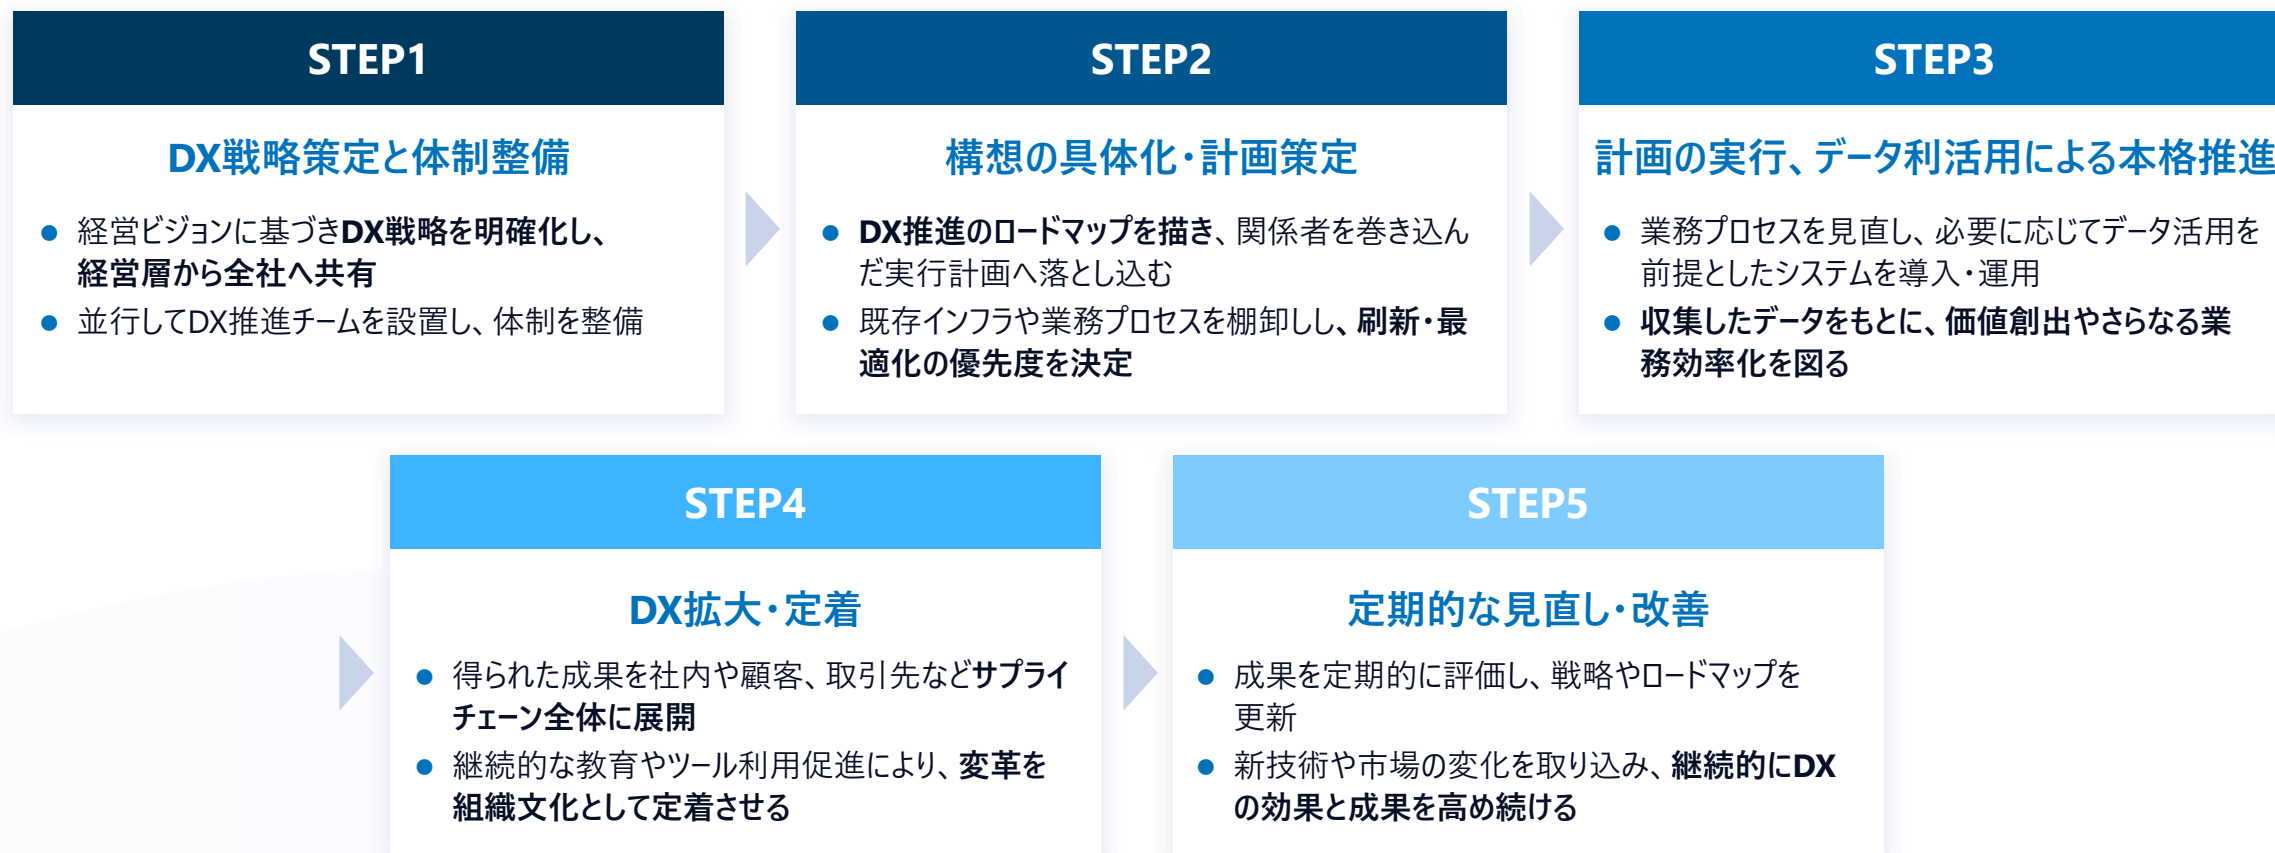 STEP1
DX戦略策定と体制整備
経営ビジョンに基づきDX戦略を明確化し、
経営層から全社へ共有
並行してDX推進チームを設置し、体制を整備
STEP2
構想の具体化・計画策定
DX推進のロードマップを描き、関係者を巻き込ん
だ実行計画へ落とし込む
既存インフラや業務プロセスを棚卸しし、刷新・最
適化の優先度を決定
STEP3
計画の実行、データ利活用による本格推進
業務プロセスを見直し、必要に応じてデータ活用を
前提としたシステムを導入・運用
収集したデータをもとに、価値創出やさらなる業
務効率化を図る
STEP4
DX拡大・定着
得られた成果を社内や顧客、取引先などサプライ
チェーン全体に展開
継続的な教育やツール利用促進により、変革を
組織文化として定着させる
STEP5
定期的な見直し・改善
成果を定期的に評価し、戦略やロードマップを
更新
新技術や市場の変化を取り込み、継続的にDX
の効果と成果を高め続ける